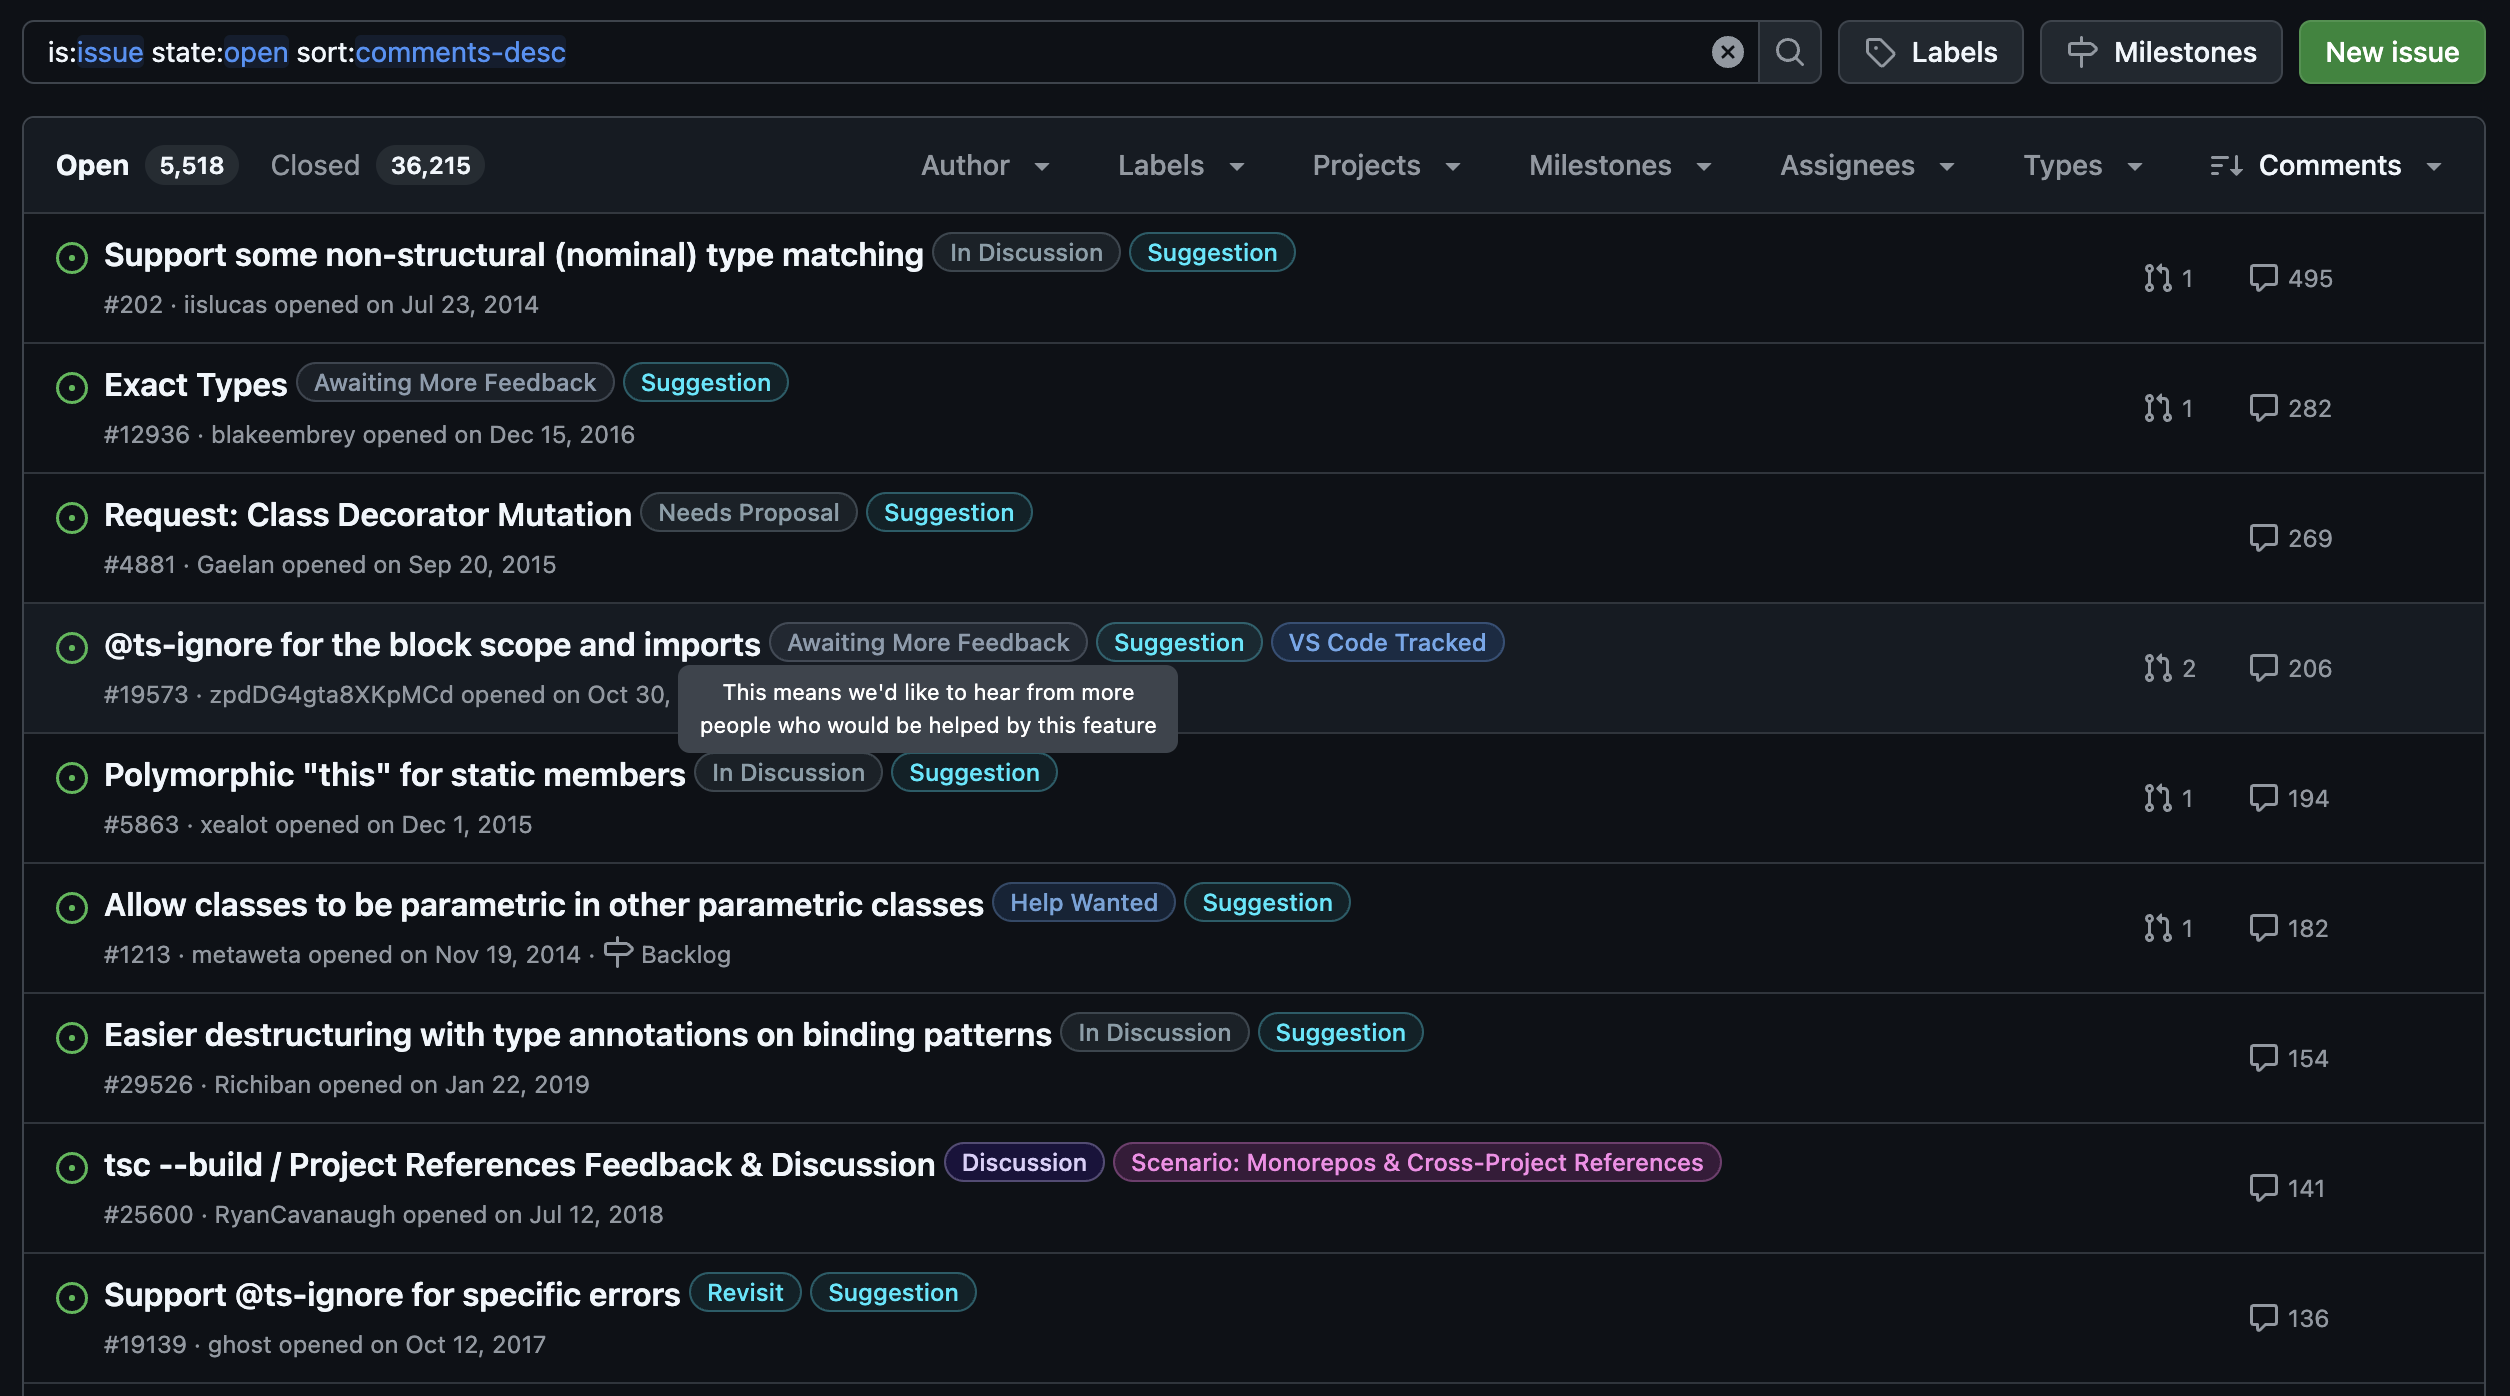 is:issue state:open sort:comments-desc
Labels
Milestones
New issue
Open 5,518 Closed 36,215
Author
Labels
Projects
Milestones
Assignees
Types
Comments
Support some non-structural (nominal) type matching In Discussion Suggestion
#202 · iislucas opened on Jul 23, 2014
1
495
Exact Types Awaiting More Feedback Suggestion
#12936 · blakeembrey opened on Dec 15, 2016
1
282
Request: Class Decorator Mutation Needs Proposal Suggestion
#4881 · Gaelan opened on Sep 20, 2015
269
@ts-ignore for the block scope and imports Awaiting More Feedback Suggestion VS Code Tracked
#19573 · zpdDG4gta8XKpMCd opened on Oct 30,
This means we'd like to hear from more
people who would be helped by this feature
2
206
Polymorphic "this" for static members In Discussion Suggestion
#5863 · xealot opened on Dec 1, 2015
1
194
Allow classes to be parametric in other parametric classes Help Wanted Suggestion
#1213 · metaweta opened on Nov 19, 2014 · Backlog
1
182
Easier destructuring with type annotations on binding patterns In Discussion Suggestion
#29526 · Richiban opened on Jan 22, 2019
154
tsc --build / Project References Feedback & Discussion Discussion Scenario: Monorepos & Cross-Project References
#25600 · RyanCavanaugh opened on Jul 12, 2018
141
Support @ts-ignore for specific errors Revisit Suggestion
#19139 · ghost opened on Oct 12, 2017
136